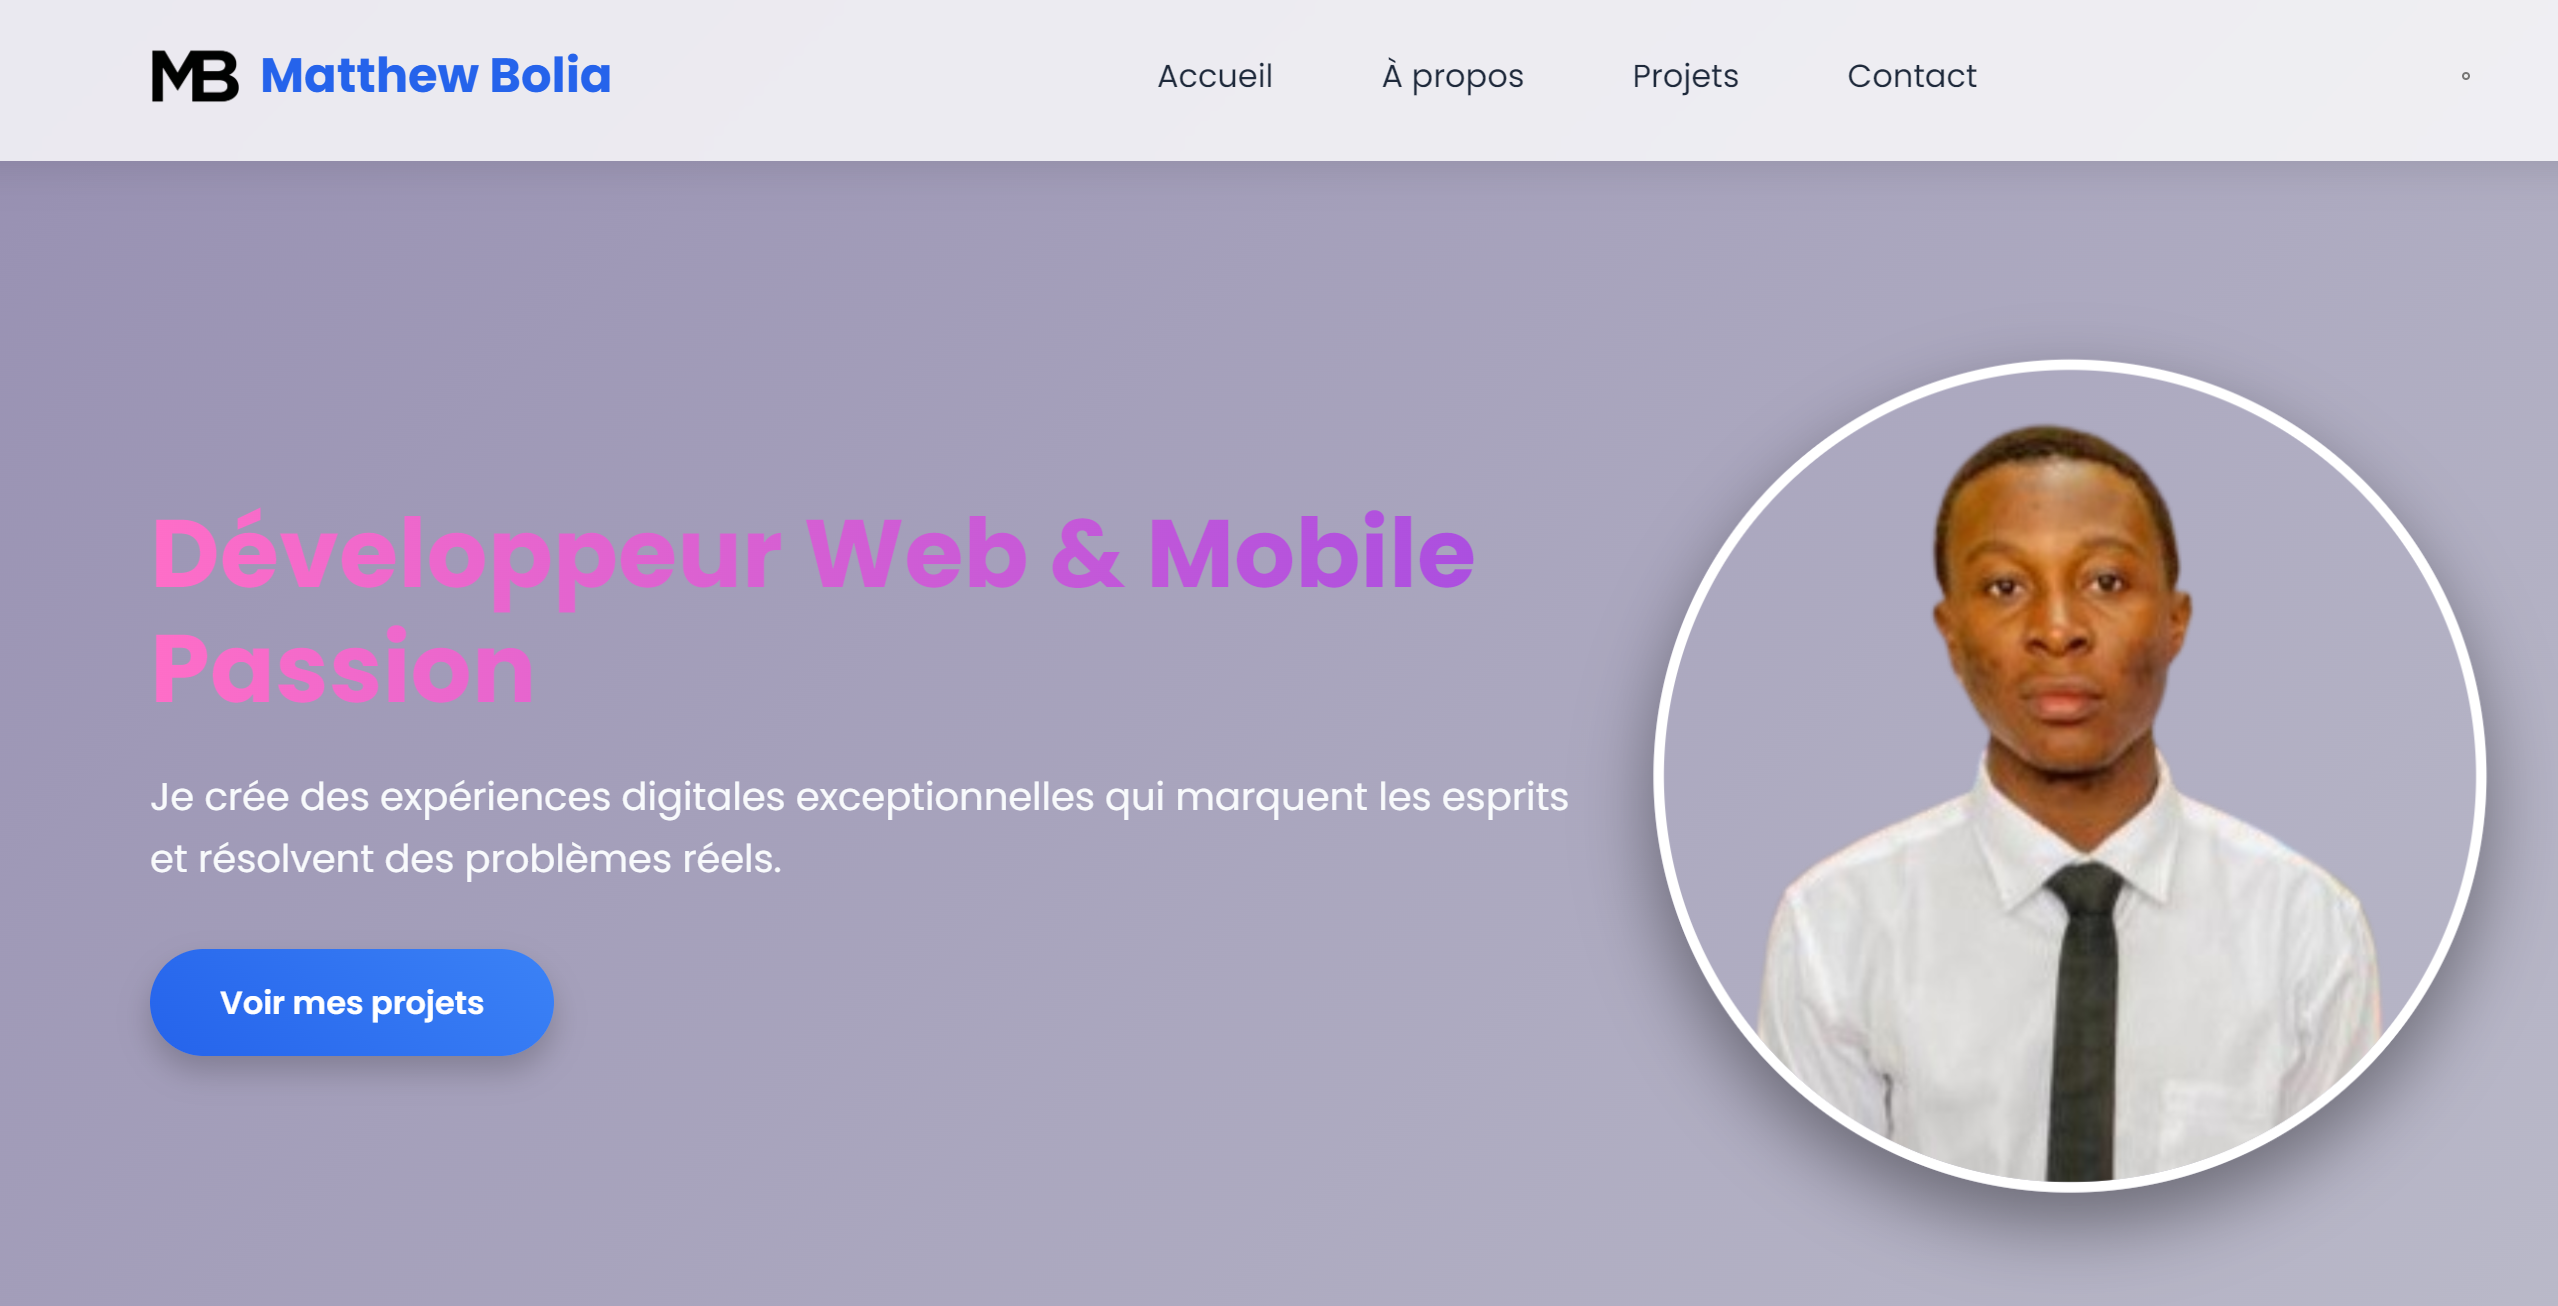 MB Matthew Bolia
Accueil À propos Projets Contact
Développeur Web & Mobile
Passion
Je crée des expériences digitales exceptionnelles qui marquent les esprits
et résolvent des problèmes réels.
Voir mes projets